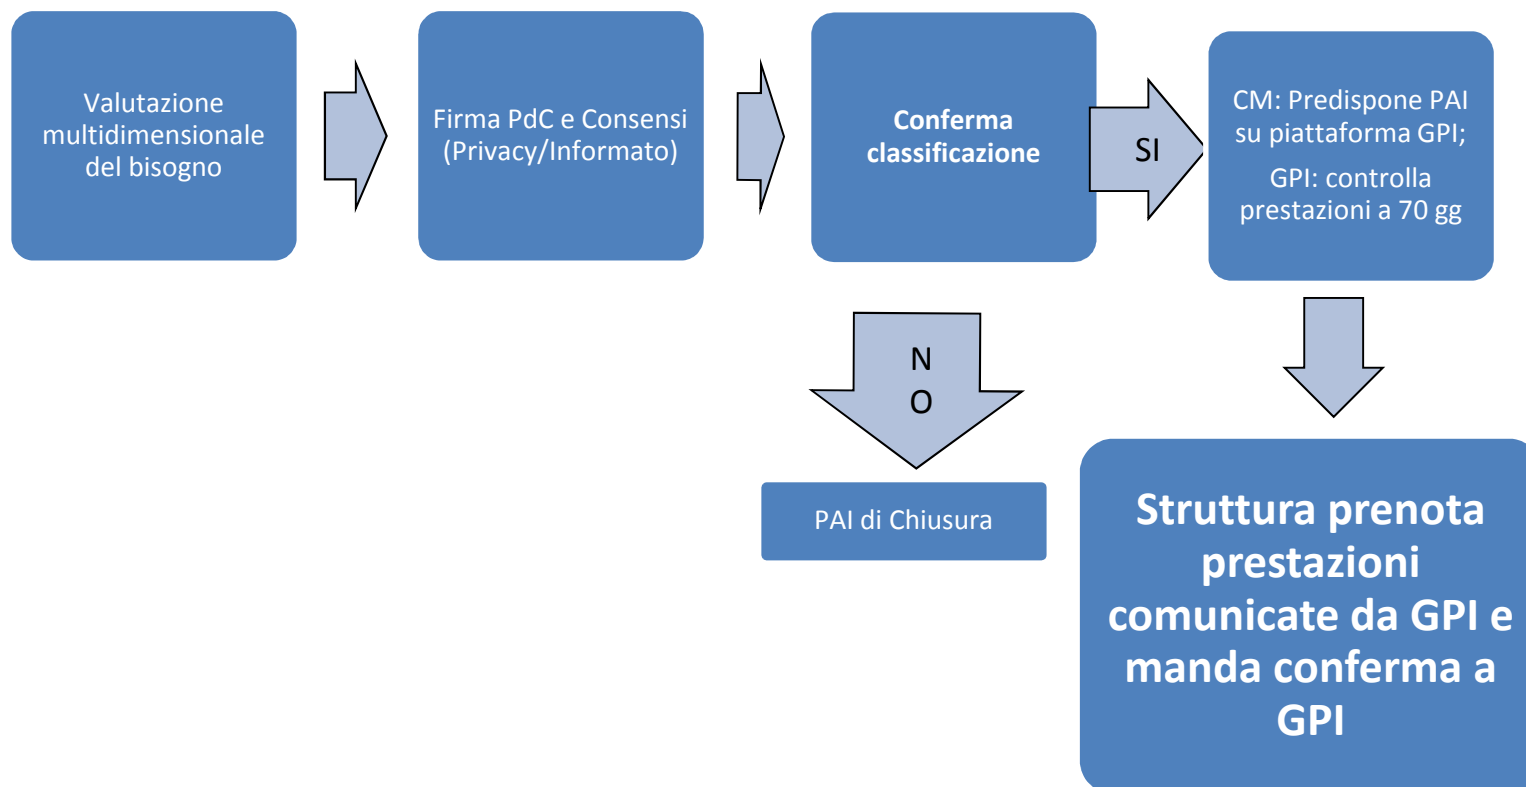 Valutazione
multidimensionale
del bisogno
Firma PdC e Consensi
(Privacy/Informato)
Conferma
classificazione
SI
CM: Predispone PAI
su piattaforma GPI;
GPI: controlla
prestazioni a 70 gg
N
O
PAI di Chiusura
Struttura prenota
prestazioni
comunicate da GPI e
manda conferma a
GPI